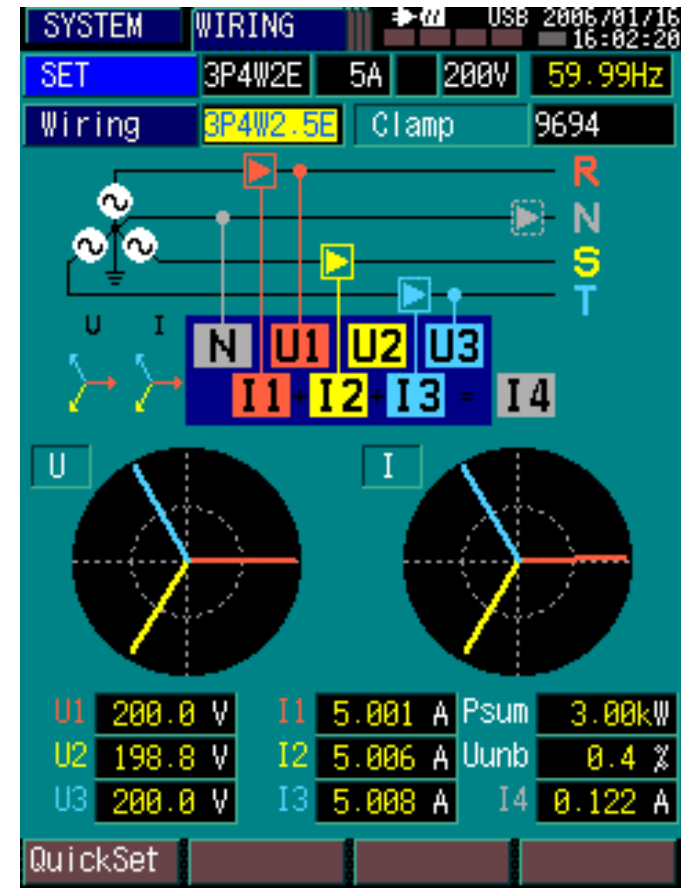 SYSTEM WIRING USB 2006/01/16
16:02:20
SET 3P4W2E 5A 200V 59.99Hz
Wiring 3P4W2.5E Clamp 9694
R
N
S
T
U I
N U1 U2 U3
I1 + I2 + I3 = I4
U I
U1 200.0 V I1 5.001 A Psum 3.00kW
U2 198.8 V I2 5.006 A Uunb 0.4 %
U3 200.0 V I3 5.008 A I4 0.122 A
QuickSet